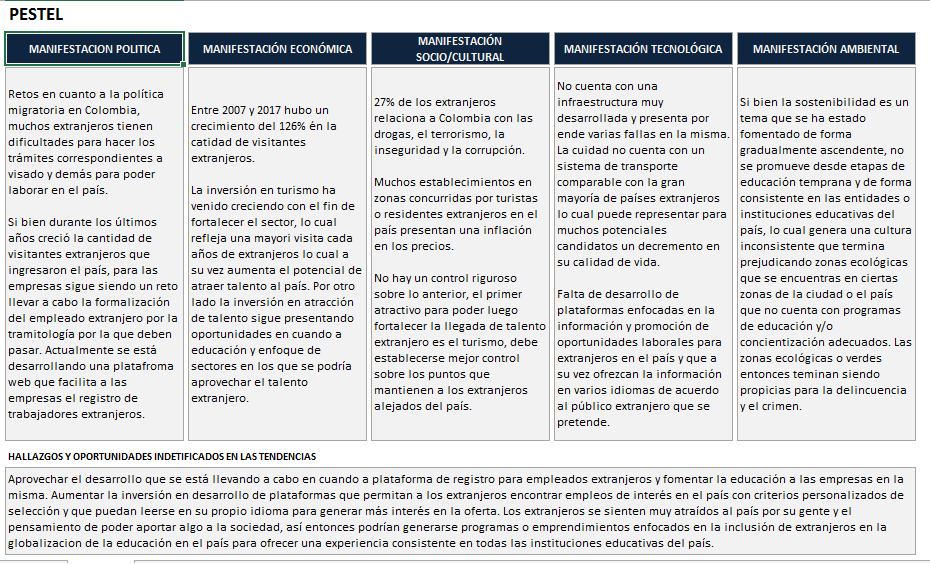 PESTEL
MANIFESTACION POLITICA
Retos en cuanto a la política
migratoria en Colombia,
muchos extranjeros tienen
dificultades para hacer los
trámites correspondientes a
visado y demás para poder
laborar en el país.
Si bien durante los últimos
años creció la cantidad de
visitantes extranjeros que
ingresaron el país, para las
empresas sigue siendo un reto
llevar a cabo la formalización
del empleado extranjero por la
tramitología por la que deben
pasar. Actualmente se está
desarrollando una platafroma
web que facilita a las
empresas el registro de
trabajadores extranjeros.
MANIFESTACIÓN ECONÓMICA
Entre 2007 y 2017 hubo un
crecimiento del 126% én la
catidad de visitantes
extranjeros.
La inversión en turismo ha
venido creciendo con el fin de
fortalecer el sector, lo cual
refleja una mayori visita cada
años de extranjeros lo cual a
su vez aumenta el potencial de
atraer talento al país. Por otro
lado la inversión en atracción
de talento sigue presentando
oportunidades en cuando a
educación y enfoque de
sectores en los que se podría
aprovechar el talento
extranjero.
MANIFESTACIÓN
SOCIO/CULTURAL
27% de los extranjeros
relaciona a Colombia con las
drogas, el terrorismo, la
inseguridad y la corrupción.
Muchos establecimientos en
zonas concurridas por turistas
o residentes extranjeros en el
país presentan una inflación
en los precios.
No hay un control riguroso
sobre lo anterior, el primer
atractivo para poder luego
fortalecer la llegada de talento
extranjero es el turismo, debe
establecerse mejor control
sobre los puntos que
mantienen a los extranjeros
alejados del país.
MANIFESTACIÓN TECNOLÓGICA
No cuenta con una
infraestructura muy
desarrollada y presenta por
ende varias fallas en la misma.
La cuidad no cuenta con un
sistema de transporte
comparable con la gran
mayoría de países extranjeros
lo cual puede representar para
muchos potenciales
candidatos un decremento en
su calidad de vida.
Falta de desarrollo de
plataformas enfocadas en la
información y promoción de
oportunidades laborales para
extranjeros en el país y que a
su vez ofrezcan la información
en varios idiomas de acuerdo
al público extranjero que se
pretende.
MANIFESTACIÓN AMBIENTAL
Si bien la sostenibilidad es un
tema que se ha estado
fomentado de forma
gradualmente ascendente, no
se promueve desde etapas de
educación temprana y de forma
consistente en las entidades o
instituciones educativas del
país, lo cual genera una cultura
inconsistente que termina
prejudicando zonas ecológicas
que se encuentras en ciertas
zonas de la ciudad o el país
que no cuenta con programas
de educación y/o
concientización adecuados. Las
zonas ecológicas o verdes
entonces teminan siendo
propicias para la delincuencia
y el crimen.
HALLAZGOS Y OPORTUNIDADES INDETIFICADOS EN LAS TENDENCIAS
Aprovechar el desarrollo que se está llevando a cabo en cuando a plataforma de registro para empleados extranjeros y fomentar la educación a las empresas en la
misma. Aumentar la inversión en desarrollo de plataformas que permitan a los extranjeros encontrar empleos de interés en el país con criterios personalizados de
selección y que puedan leerse en su propio idioma para generar más interés en la oferta. Los extranjeros se sienten muy atraídos al país por su gente y el
pensamiento de poder aportar algo a la sociedad, así entonces podrían generarse programas o emprendimientos enfocados en la inclusión de extranjeros en la
globalizacion de la educación en el país para ofrecer una experiencia consistente en todas las instituciones educativas del país.